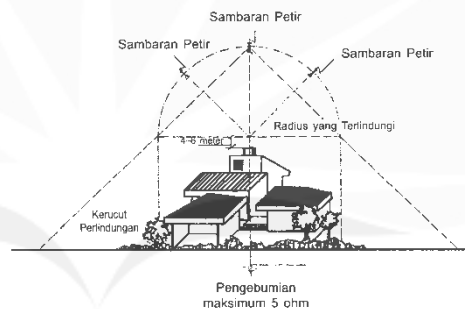 Sambaran Petir
Sambaran Petir
Sambaran Petir
Radius yang Terlindungi
4-6 meter
Kerucut
Perlindungan
Pengebumian
maksimum 5 ohm